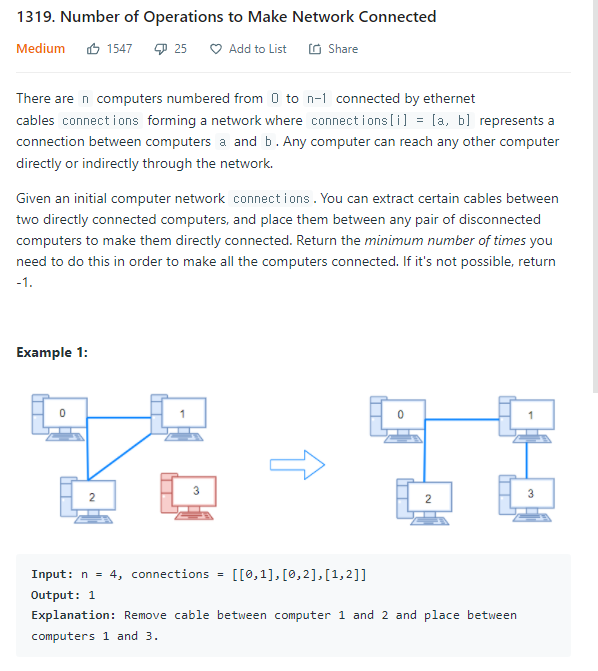 1319. Number of Operations to Make Network Connected
Medium 1547 25 Add to List Share
There are n computers numbered from 0 to n-1 connected by ethernet
cables connections forming a network where connections[i] = [a, b] represents a
connection between computers a and b. Any computer can reach any other computer
directly or indirectly through the network.
Given an initial computer network connections. You can extract certain cables between
two directly connected computers, and place them between any pair of disconnected
computers to make them directly connected. Return the minimum number of times you
need to do this in order to make all the computers connected. If it's not possible, return
-1.
Example 1:
0 1 0 1
2 3 2 3
Input: n = 4, connections = [[0,1],[0,2],[1,2]]
Output: 1
Explanation: Remove cable between computer 1 and 2 and place between
computers 1 and 3.